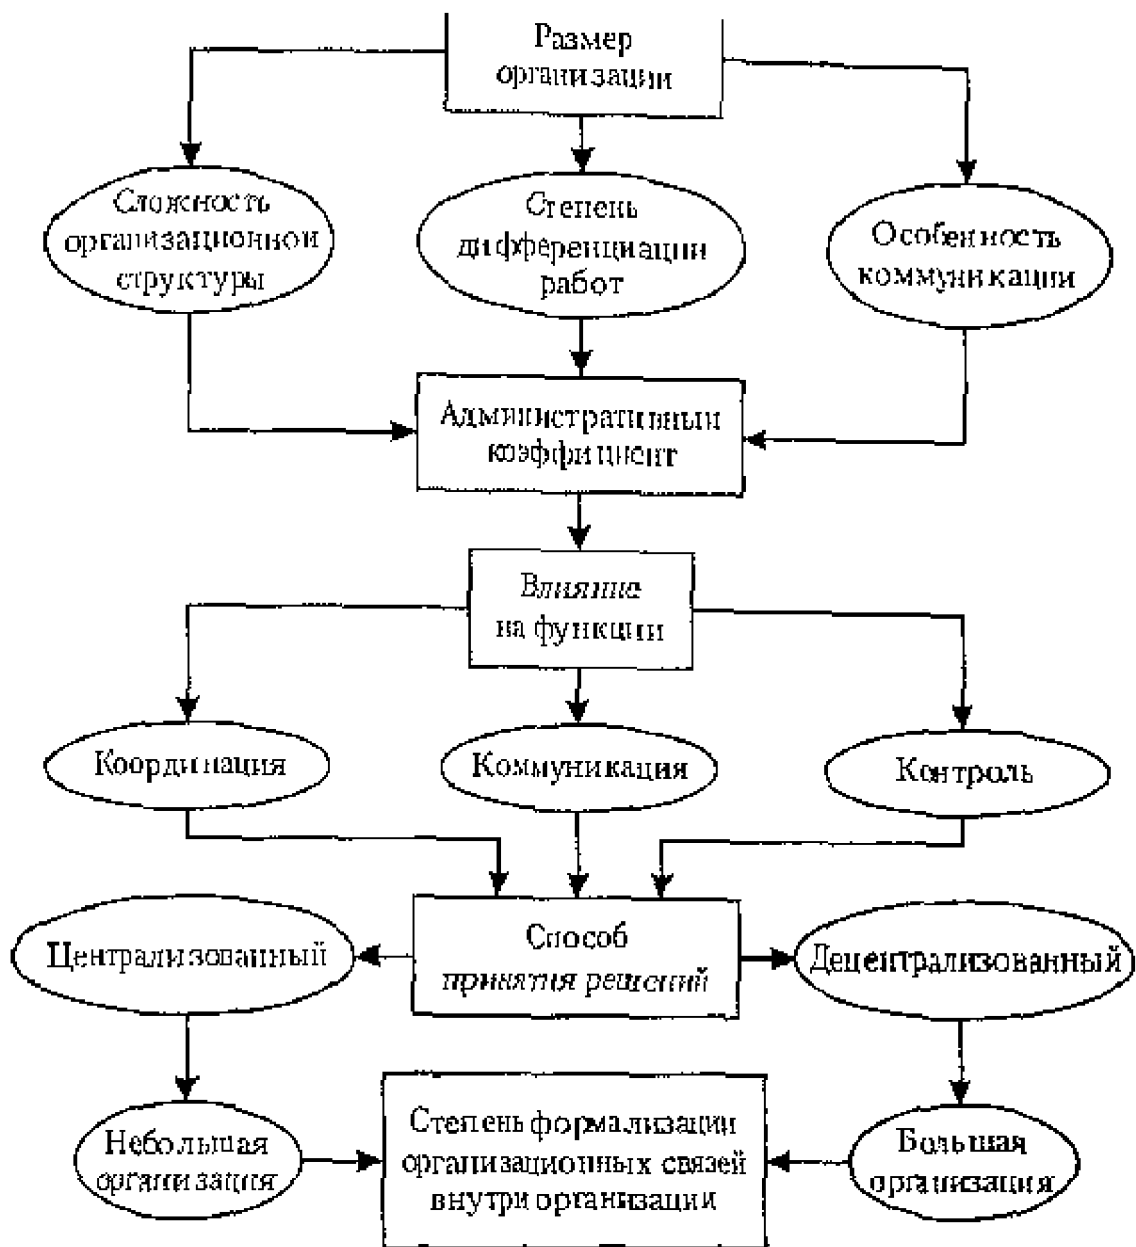 Размер
организации
Сложность
организационной
структуры
Степень
дифференциации
работ
Особенность
коммуникации
Административный
коэффициент
Влияние
на функции
Координация
Коммуникация
Контроль
Централизованный
Способ
принятия решений
Децентрализованный
Небольшая
организация
Степень формализации
организационных связей
внутри организации
Большая
организация